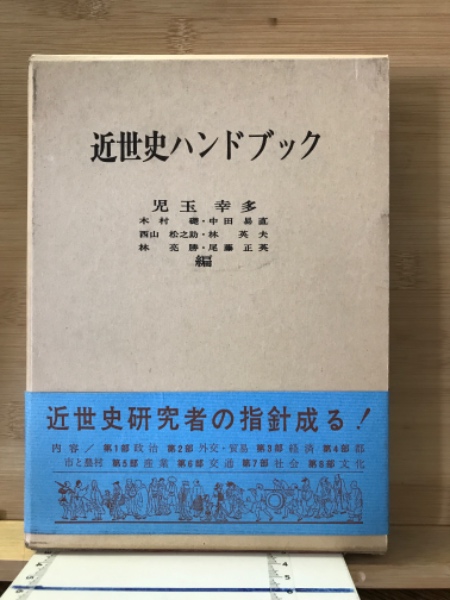 近世史ハンドブック
児玉幸多
木村 礎・中田易直
西山 松之助・林 英夫
林 亮勝・尾藤正英
編
近世史研究者の指針成る!
内容/第1部 政治 第2部 外交・貿易 第3部 経済 第4部 都
市と農村 第5部 産業 第6部 交通 第7部 社会 第8部 文化
4
4 5